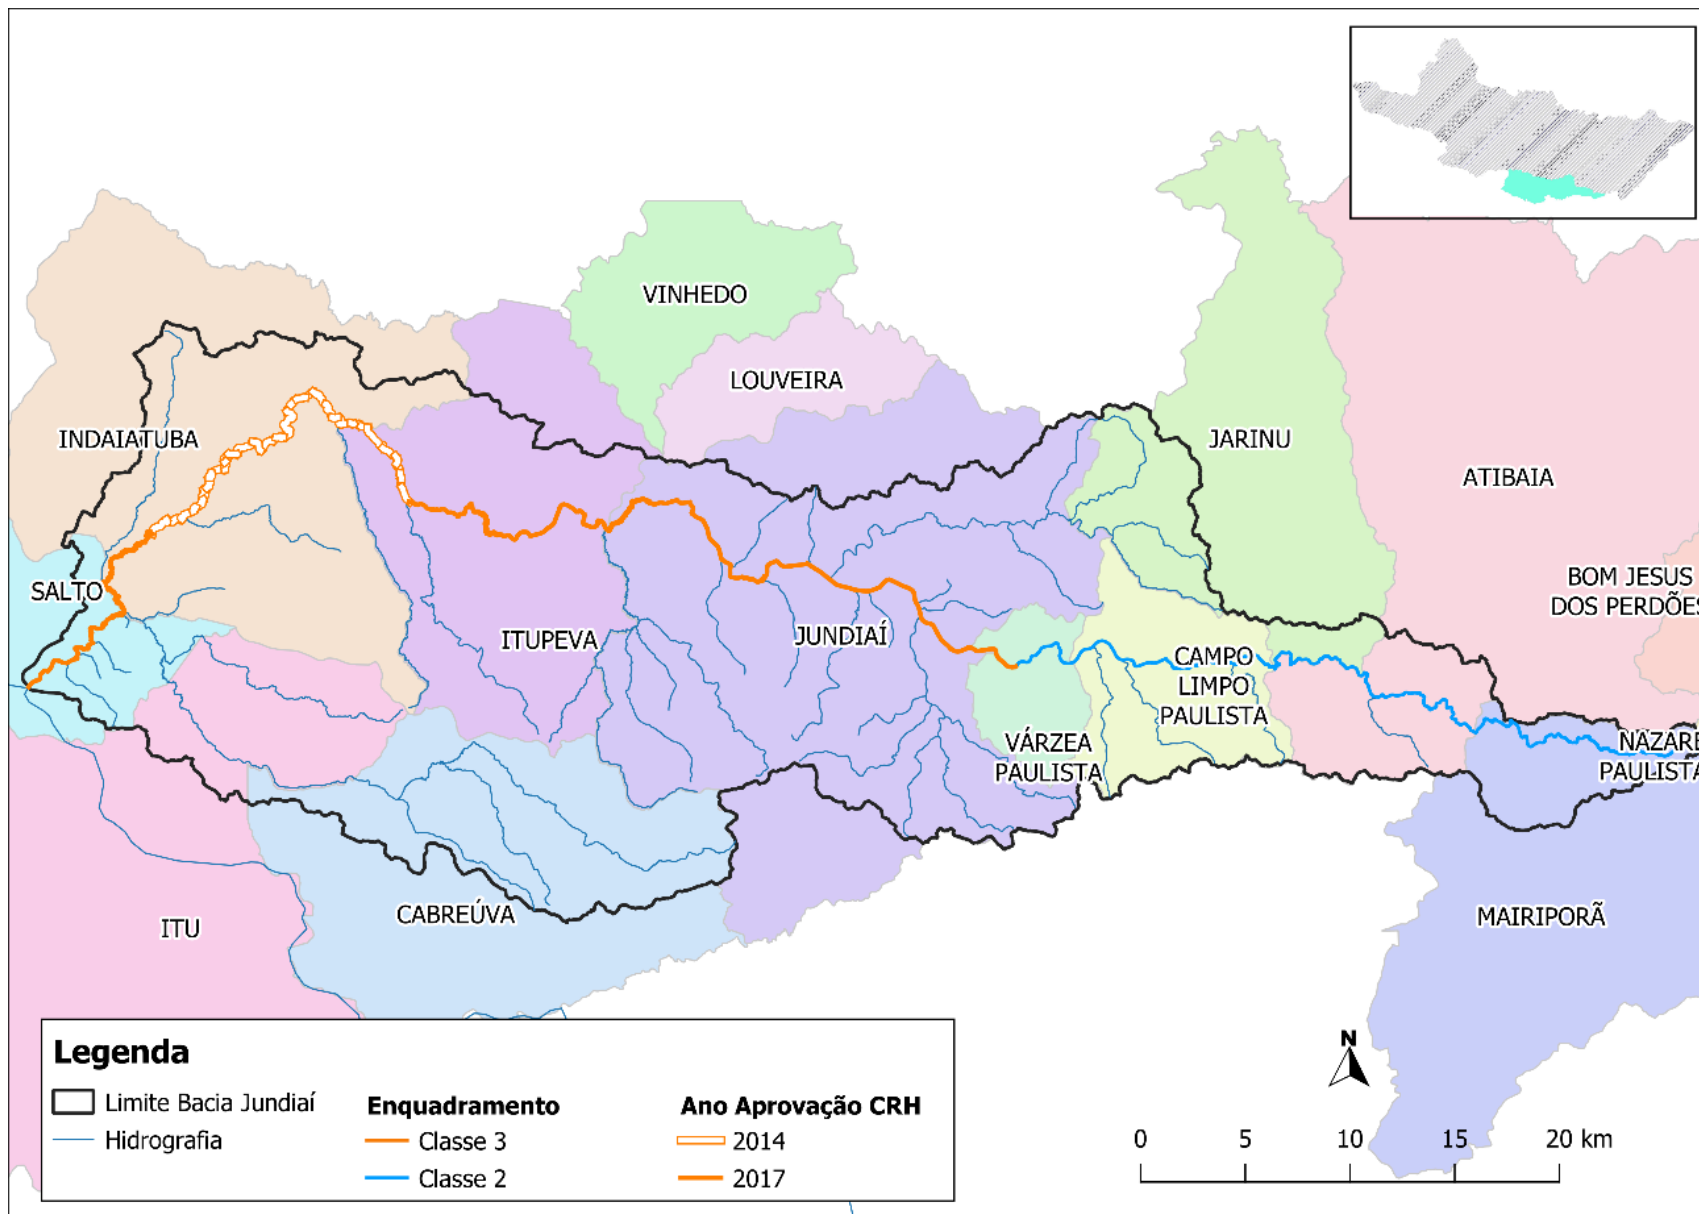 VINHEDO
LOUVEIRA
INDAIATUBA
JARINU
ATIBAIA
SALTO
BOM JESUS
DOS PERDÕES
ITUPEVA
JUNDIAÍ
CAMPO
LIMPO
PAULISTA
VÁRZEA
PAULISTA
NAZARÉ
PAULISTA
CABREÚVA
ITU
MAIRIPORÃ
N
0 5 10 15 20 km
Legenda
Limite Bacia Jundiaí
Hidrografia
Enquadramento
Classe 3
Classe 2
Ano Aprovação CRH
2014
2017